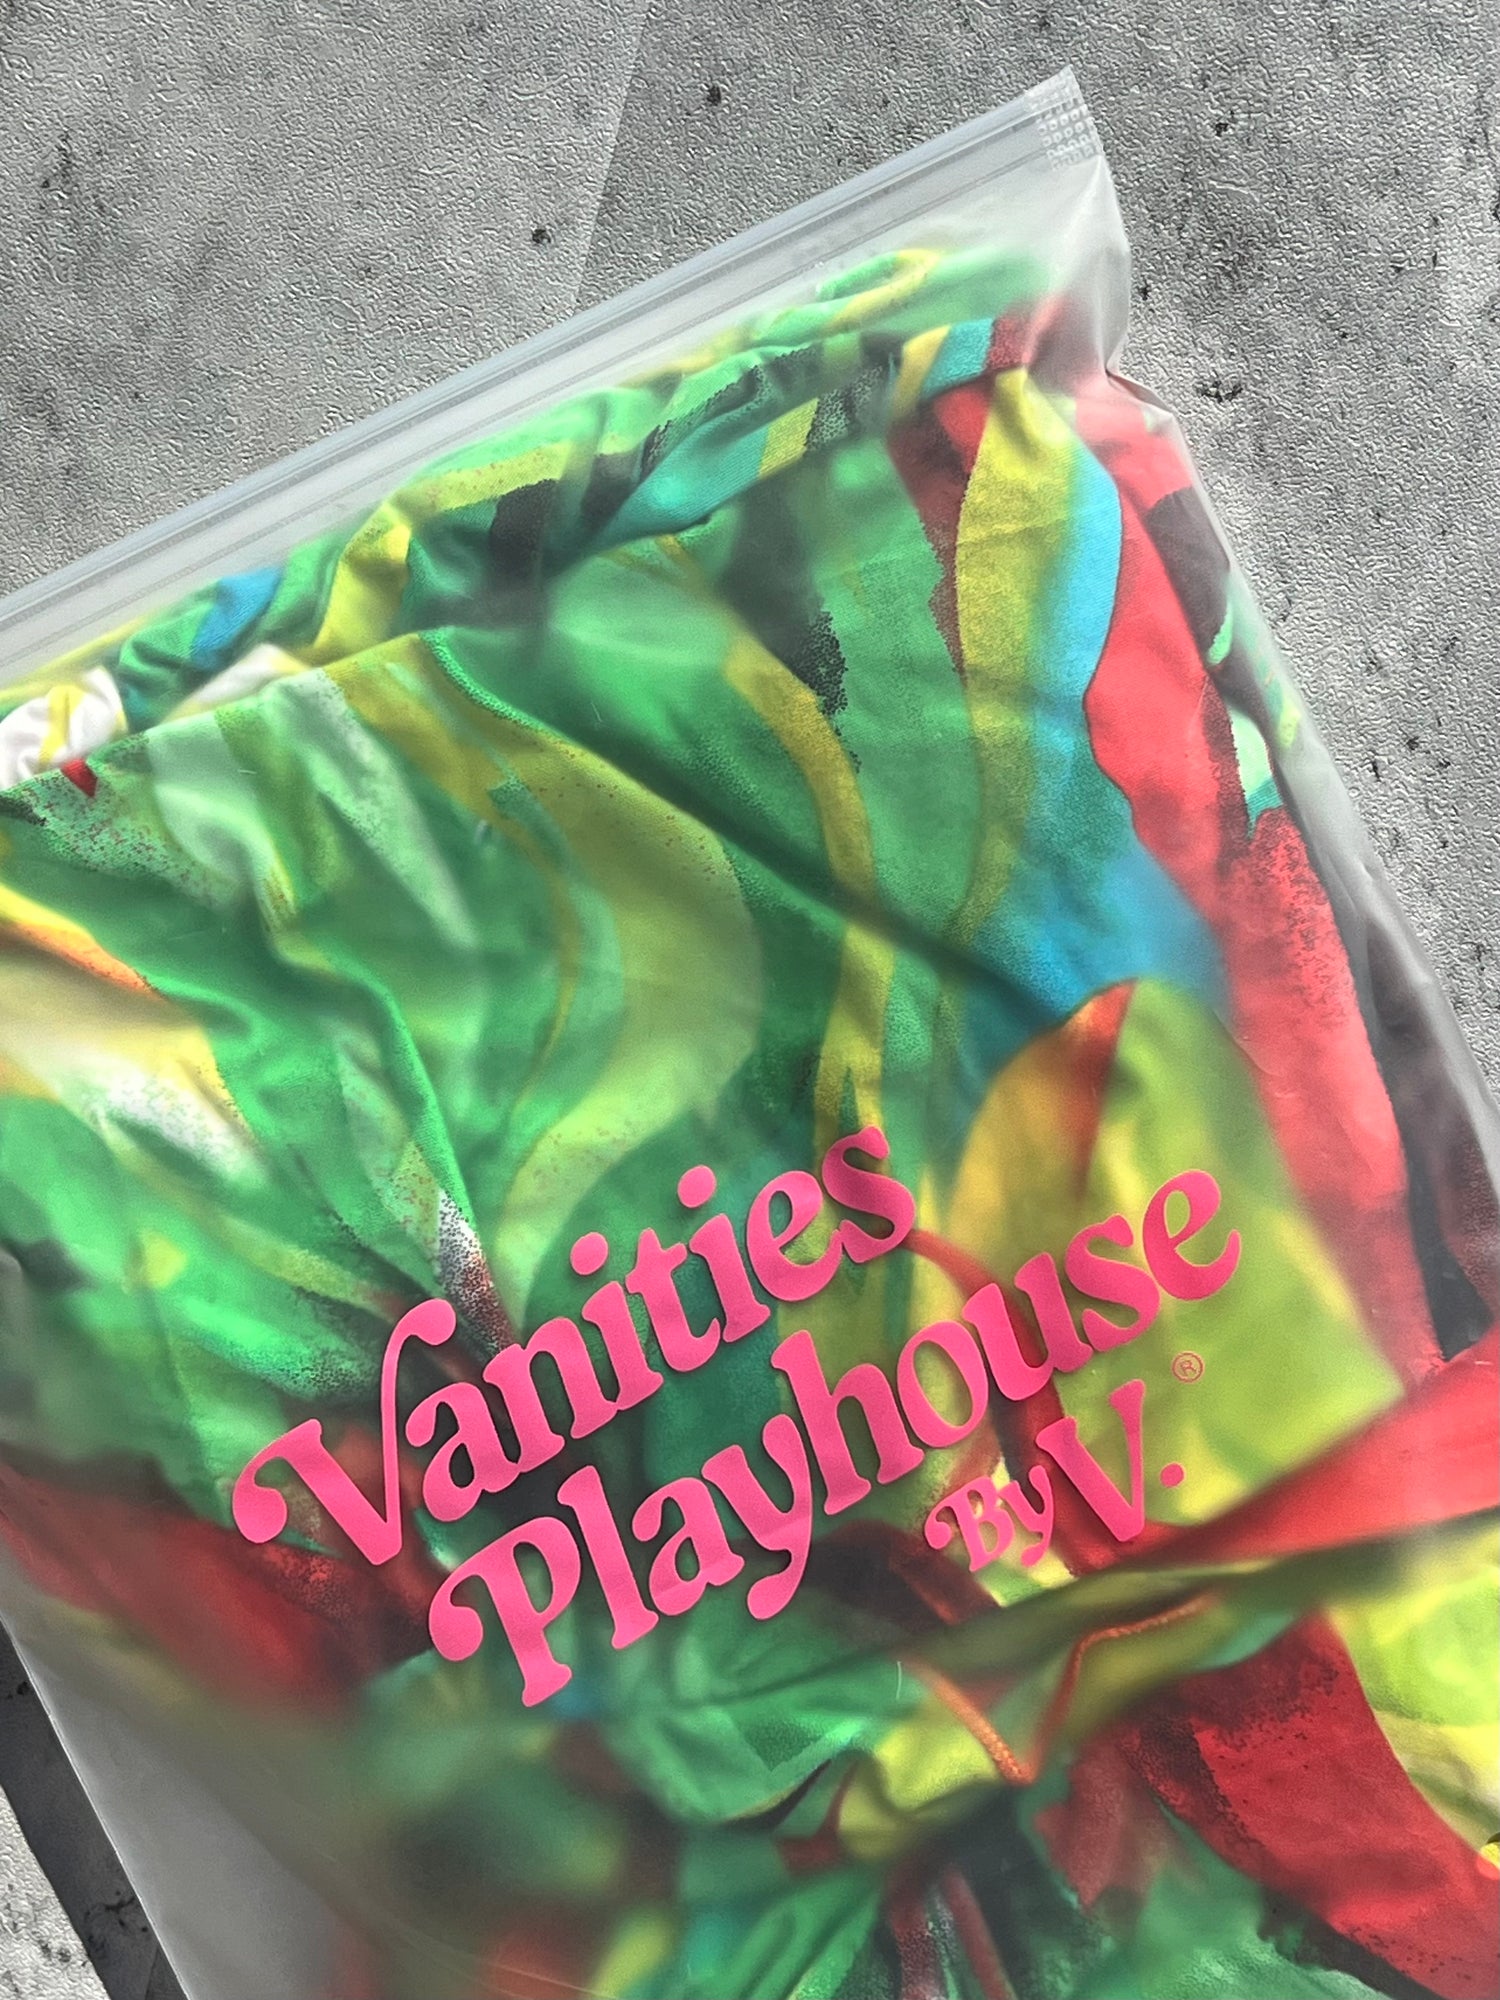 Vanities
Playhouse
By V. ®